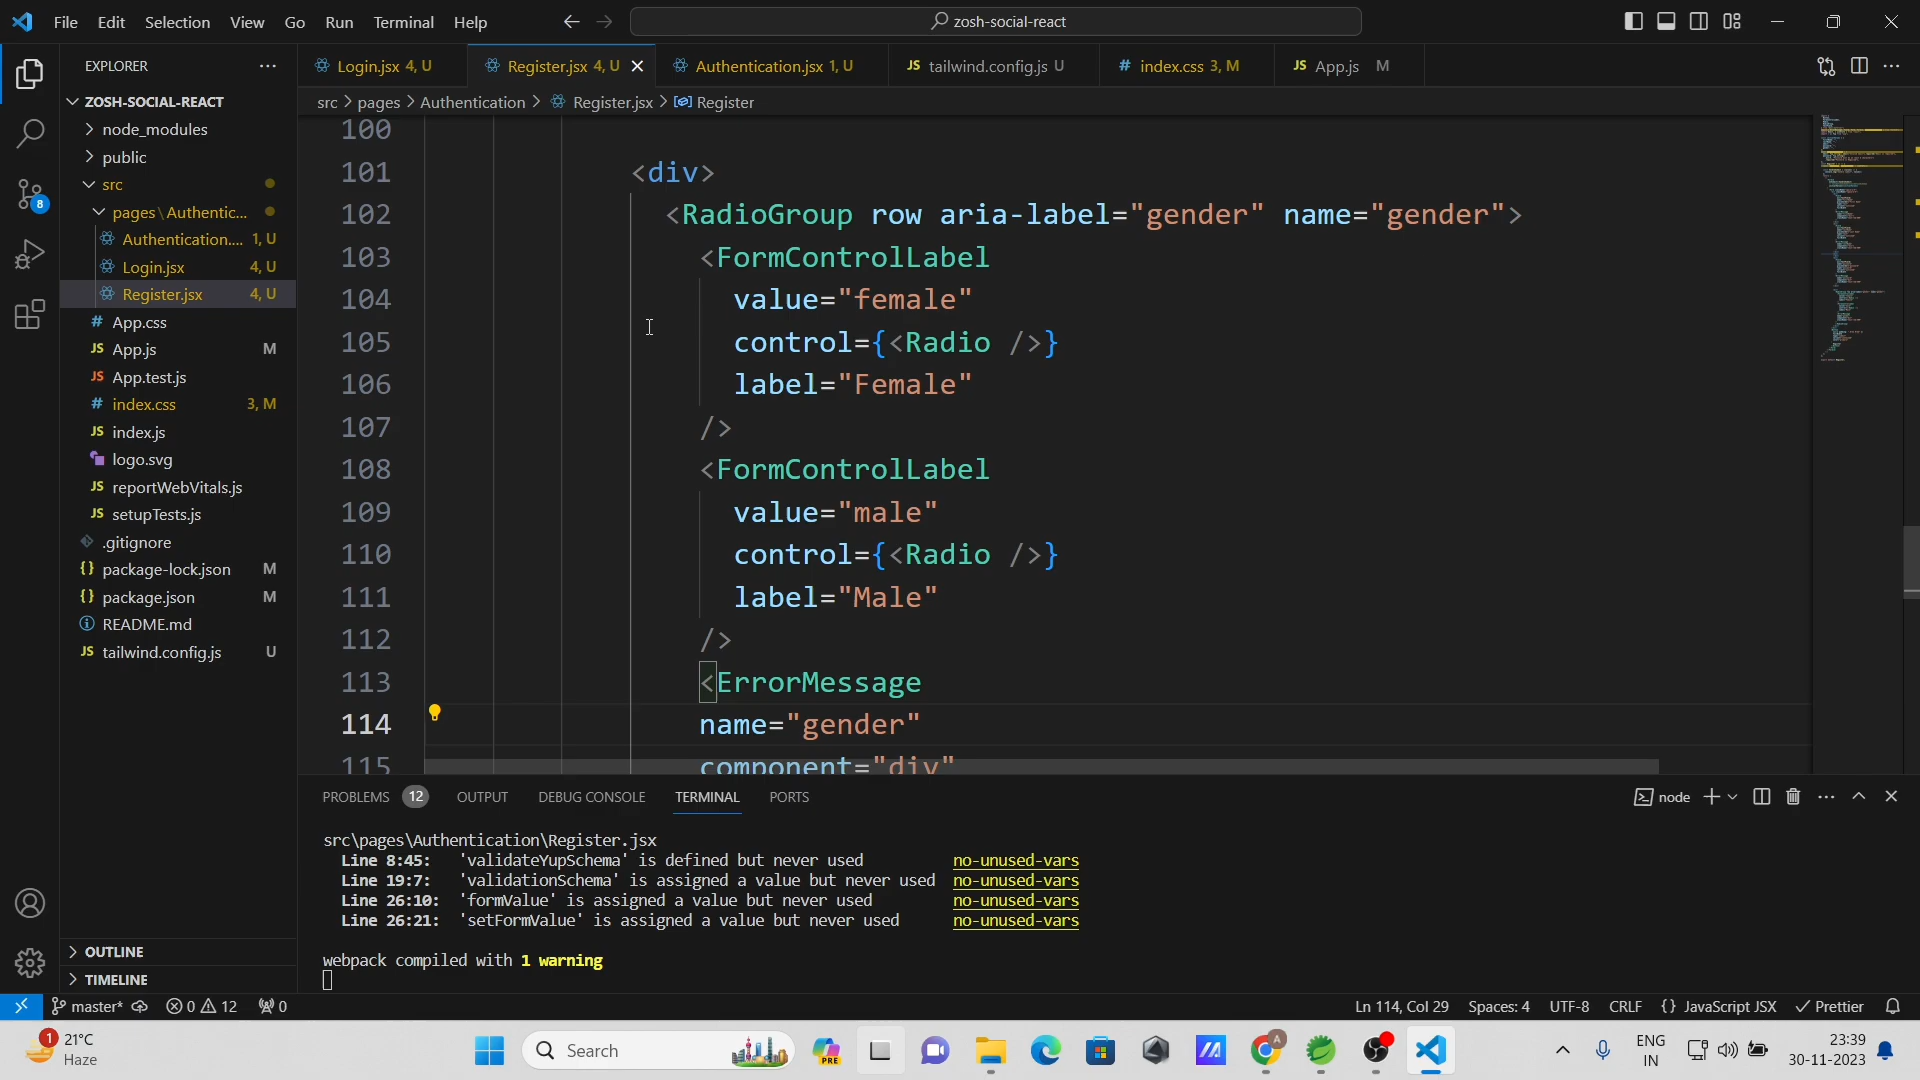 File Edit Selection View Go Run Terminal Help
zosh-social-react
EXPLORER
Login.jsx 4, U
Register.jsx 4, U
Authentication.jsx 1, U
JS tailwind.config.js U
# index.css 3, M
JS App.js M
ZOSH-SOCIAL-REACT
src > pages > Authentication > Register.jsx > Register
node_modules
public
src
pages \ Authentic...
Authentication.... 1, U
Login.jsx 4, U
Register.jsx 4, U
# App.css
JS App.js M
JS App.test.js
# index.css 3, M
JS index.js
logo.svg
JS reportWebVitals.js
JS setupTests.js
.gitignore
{} package-lock.json M
{} package.json M
README.md
JS tailwind.config.js U
8
100
101 <div>
102 <RadioGroup row aria-label="gender" name="gender">
103 <FormControlLabel
104 value="female"
105 control={<Radio />}
106 label="Female"
107 />
108 <FormControlLabel
109 value="male"
110 control={<Radio />}
111 label="Male"
112 />
113 <ErrorMessage
114 name="gender"
115 component="div"
PROBLEMS 12 OUTPUT DEBUG CONSOLE TERMINAL PORTS
node
src\pages\Authentication\Register.jsx
Line 8:45: 'validateYupSchema' is defined but never used no-unused-vars
Line 19:7: 'validationSchema' is assigned a value but never used no-unused-vars
Line 26:10: 'formValue' is assigned a value but never used no-unused-vars
Line 26:21: 'setFormValue' is assigned a value but never used no-unused-vars
webpack compiled with 1 warning
OUTLINE
TIMELINE
master* 0 12 0
Ln 114, Col 29 Spaces: 4 UTF-8 CRLF {} JavaScript JSX Prettier
1
21°C
Haze
Search
PRE
A
ENG
IN
23:39
30-11-2023